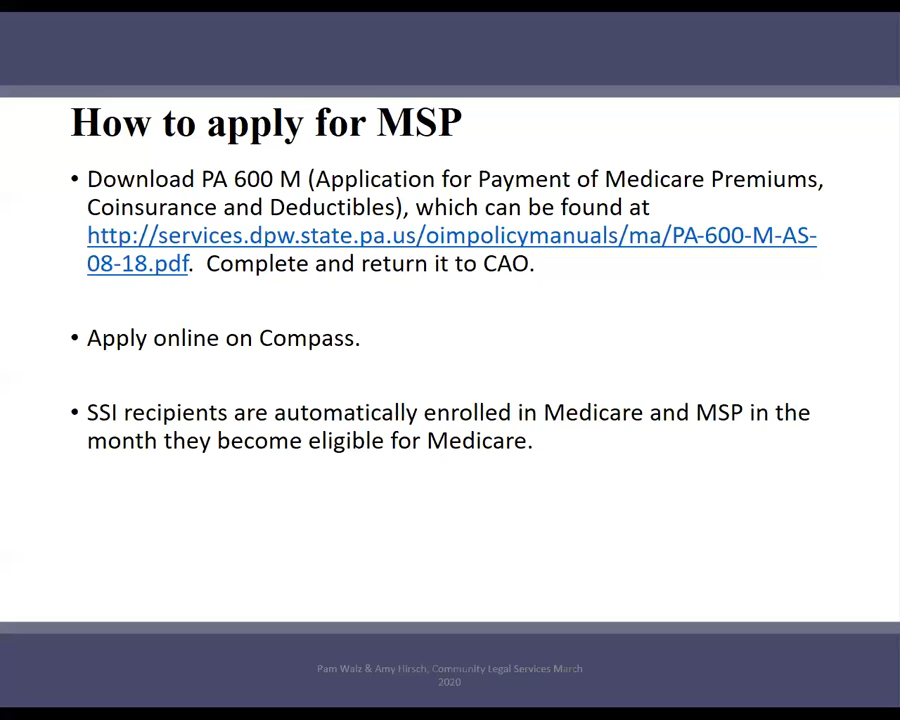 How to apply for MSP
• Download PA 600 M (Application for Payment of Medicare Premiums,
Coinsurance and Deductibles), which can be found at
http://services.dpw.state.pa.us/oimpolicymanuals/ma/PA-600-M-AS-
08-18.pdf.  Complete and return it to CAO.
• Apply online on Compass.
• SSI recipients are automatically enrolled in Medicare and MSP in the
month they become eligible for Medicare.
Pam Walz & Amy Hirsch, Community Legal Services March
2020